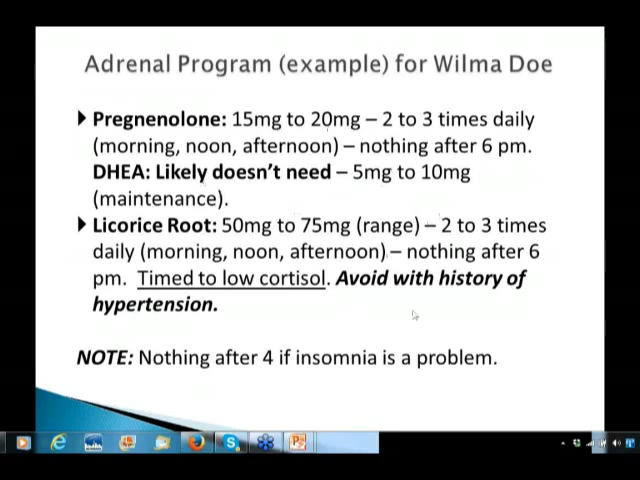 Adrenal Program (example) for Wilma Doe
Pregnenolone: 15mg to 20mg – 2 to 3 times daily
(morning, noon, afternoon) – nothing after 6 pm.
DHEA: Likely doesn't need – 5mg to 10mg
(maintenance).
Licorice Root: 50mg to 75mg (range) – 2 to 3 times
daily (morning, noon, afternoon) – nothing after 6
pm. Timed to low cortisol. Avoid with history of
hypertension.
NOTE: Nothing after 4 if insomnia is a problem.